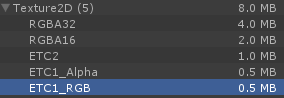 Texture2D (5) 8.0 MB
RGBA32 4.0 MB
RGBA16 2.0 MB
ETC2 1.0 MB
ETC1_Alpha 0.5 MB
ETC1_RGB 0.5 MB